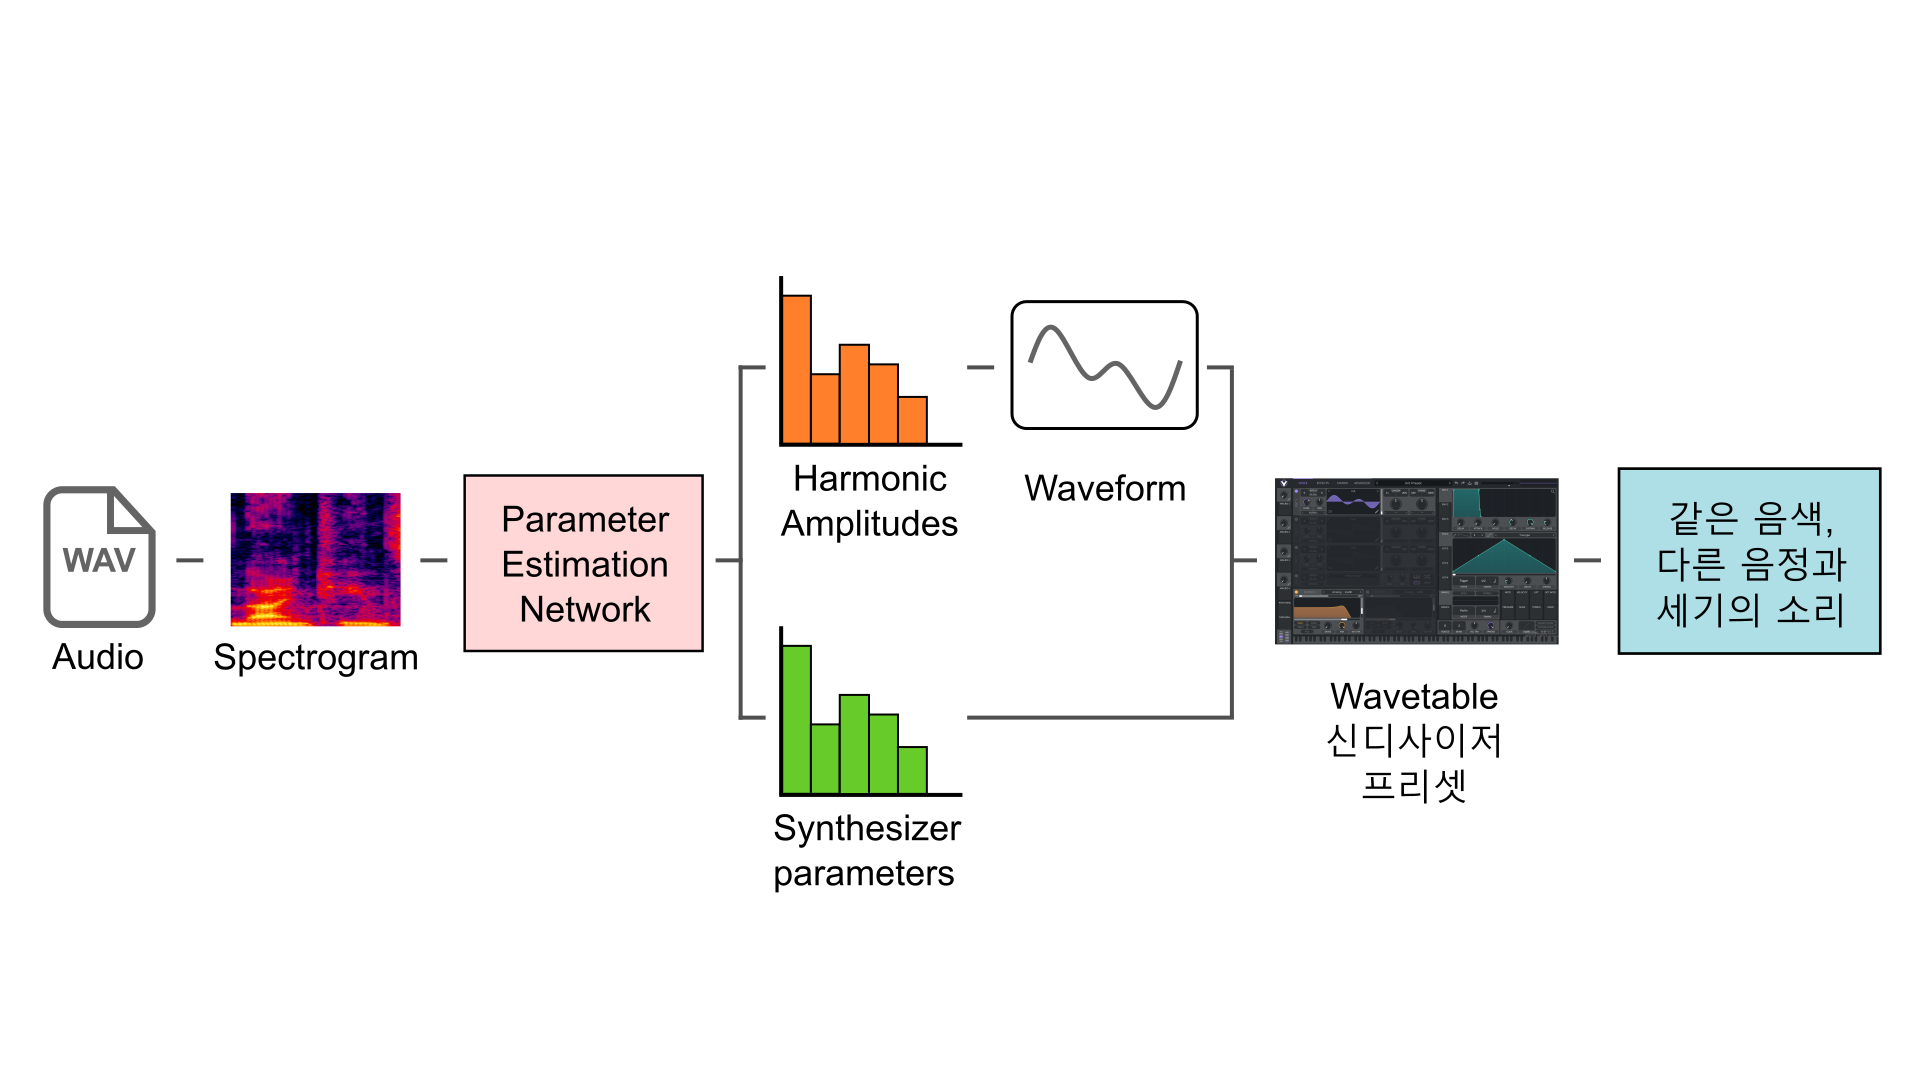 WAV
Audio
Spectrogram
Parameter
Estimation
Network
Harmonic
Amplitudes
Waveform
Synthesizer
parameters
Wavetable
신디사이저
프리셋
같은 음색,
다른 음정과
세기의 소리